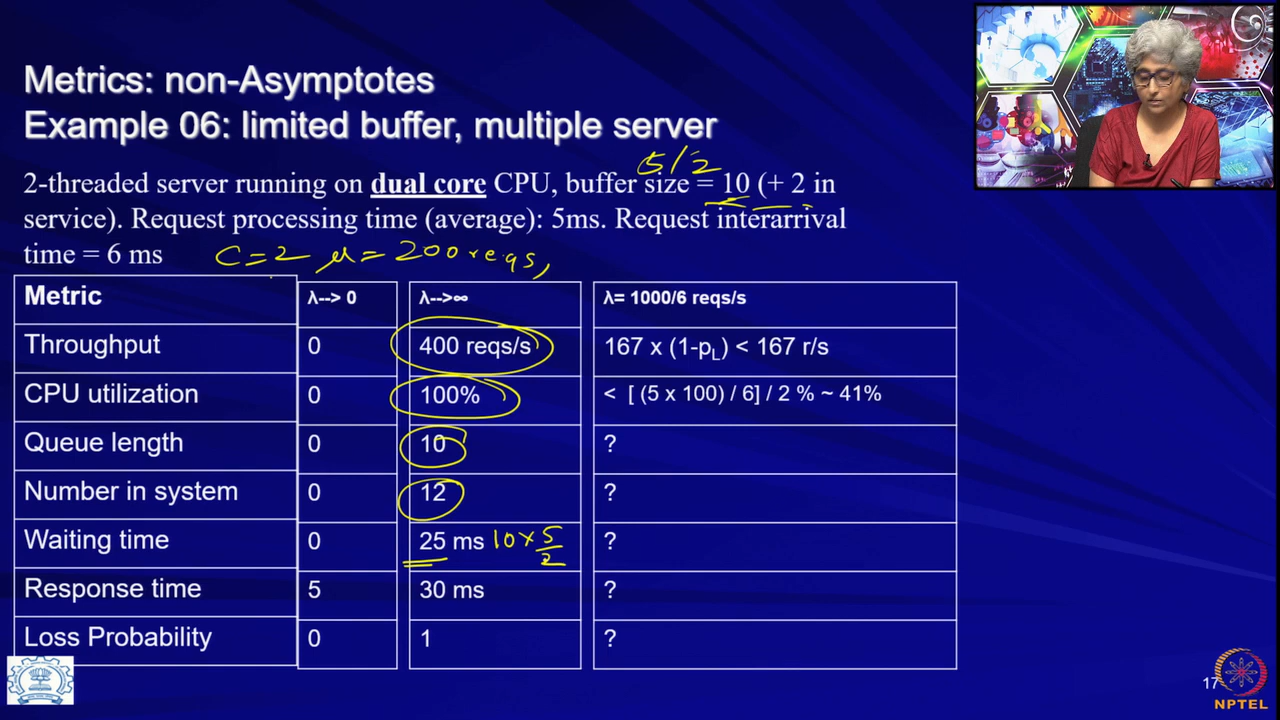 Metrics: non-Asymptotes
Example 06: limited buffer, multiple server
5/2
2-threaded server running on dual core CPU, buffer size = 10 (+ 2 in
service). Request processing time (average): 5ms. Request interarrival
time = 6 ms C=2 μ = 200 reqs,
Metric λ--> 0 λ-->∞ λ= 1000/6 reqs/s
Throughput 0 400 reqs/s 167 x (1-pL) < 167 r/s
CPU utilization 0 100% < [ (5 x 100) / 6] / 2 % ~ 41%
Queue length 0 10 ?
Number in system 0 12 ?
Waiting time 0 25 ms 10 x 5/2 ?
Response time 5 30 ms ?
Loss Probability 0 1 ?
17
NPTEL